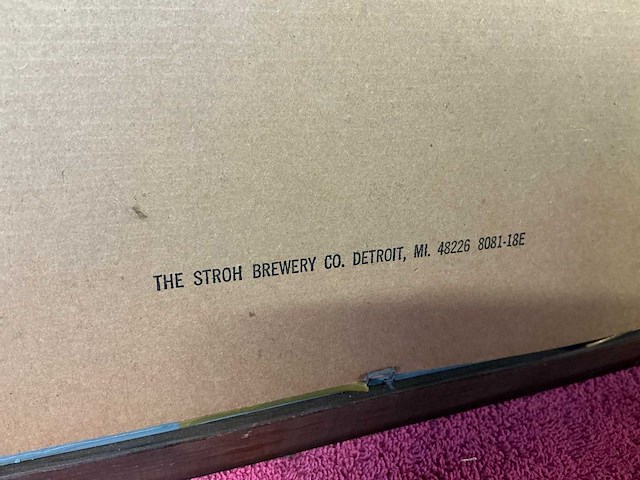 THE STROH BREWERY CO. DETROIT, MI. 48226 8081-18E